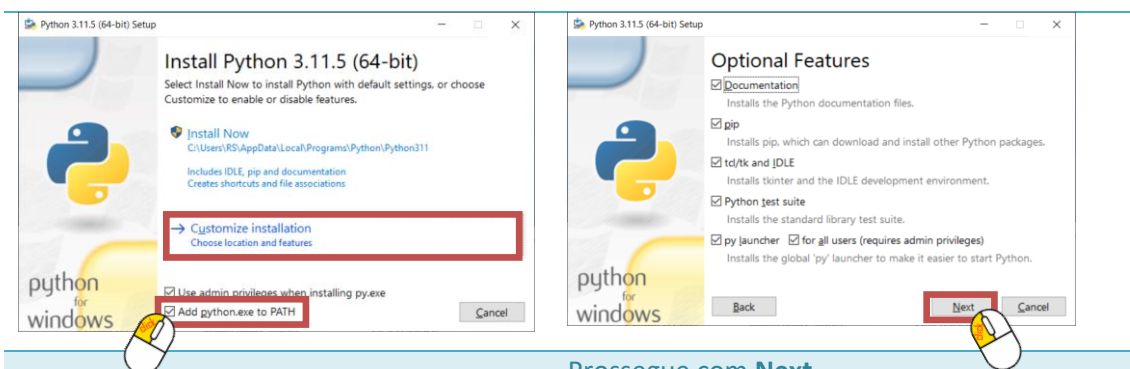 Python 3.11.5 (64-bit) Setup
Install Python 3.11.5 (64-bit)
Select Install Now to install Python with default settings, or choose
Customize to enable or disable features.
Install Now
C:\Users\RS\AppData\Local\Programs\Python\Python311
Includes IDLE, pip and documentation
Creates shortcuts and file associations
→ Customize installation
Choose location and features
Use admin privileges when installing py.exe
Add python.exe to PATH
Cancel
python
for
windows
click
Python 3.11.5 (64-bit) Setup
Optional Features
Documentation
Installs the Python documentation files.
pip
Installs pip, which can download and install other Python packages.
tcl/tk and IDLE
Installs tkinter and the IDLE development environment.
Python test suite
Installs the standard library test suite.
py launcher for all users (requires admin privileges)
Installs the global 'py' launcher to make it easier to start Python.
Back
Next
Cancel
python
for
windows
click
Prossegue com Next